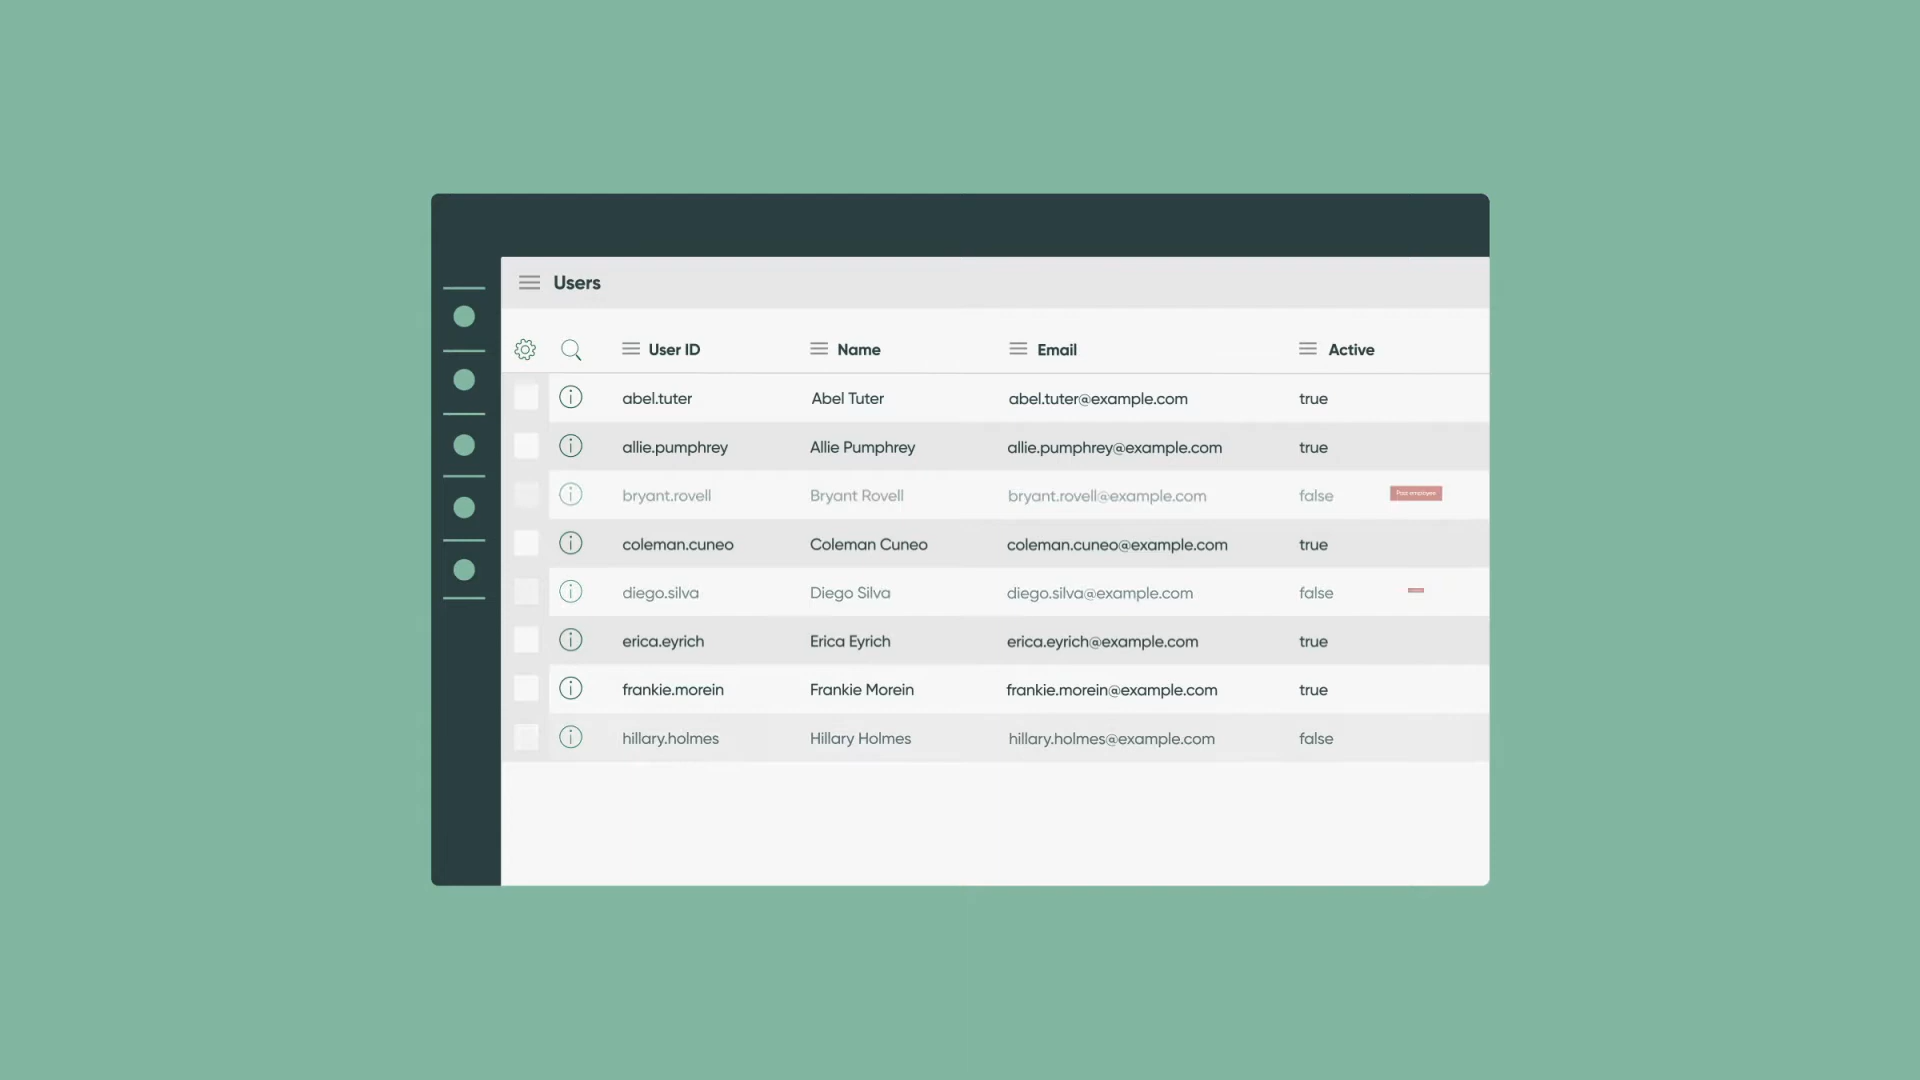 Users
User ID Name Email Active
abel.tuter Abel Tuter abel.tuter@example.com true
allie.pumphrey Allie Pumphrey allie.pumphrey@example.com true
bryant.rovell Bryant Rovell bryant.rovell@example.com false Past employee
coleman.cuneo Coleman Cuneo coleman.cuneo@example.com true
diego.silva Diego Silva diego.silva@example.com false
erica.eyrich Erica Eyrich erica.eyrich@example.com true
frankie.morein Frankie Morein frankie.morein@example.com true
hillary.holmes Hillary Holmes hillary.holmes@example.com false